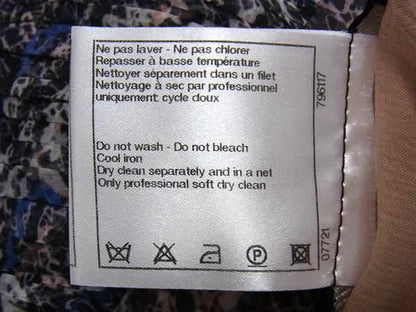 Ne pas laver - Ne pas chlorer
Repasser à basse température
Nettoyer séparement dans un filet
Nettoyage à sec par professionnel
uniquement: cycle doux
796117
Do not wash - Do not bleach
Cool iron
Dry clean separately and in a net
Only professional soft dry clean
07721
P